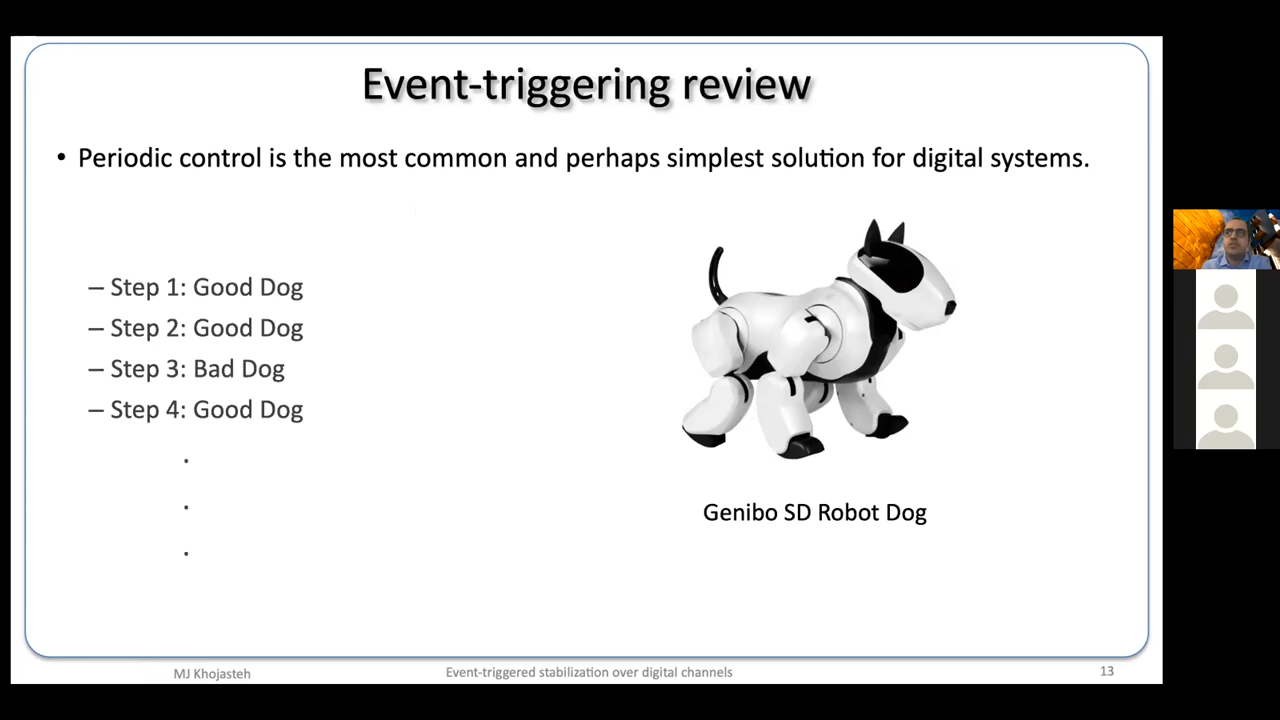 Event-triggering review
• Periodic control is the most common and perhaps simplest solution for digital systems.
– Step 1: Good Dog
– Step 2: Good Dog
– Step 3: Bad Dog
– Step 4: Good Dog
.
.
.
Genibo SD Robot Dog
MJ Khojasteh
Event-triggered stabilization over digital channels
13